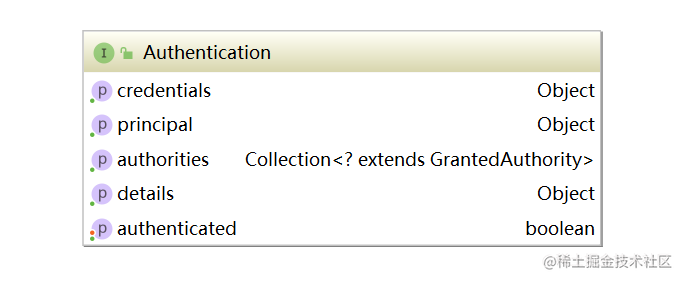 I Authentication
p credentials Object
p principal Object
p authorities Collection<? extends GrantedAuthority>
p details Object
p authenticated boolean
@稀土掘金技术社区